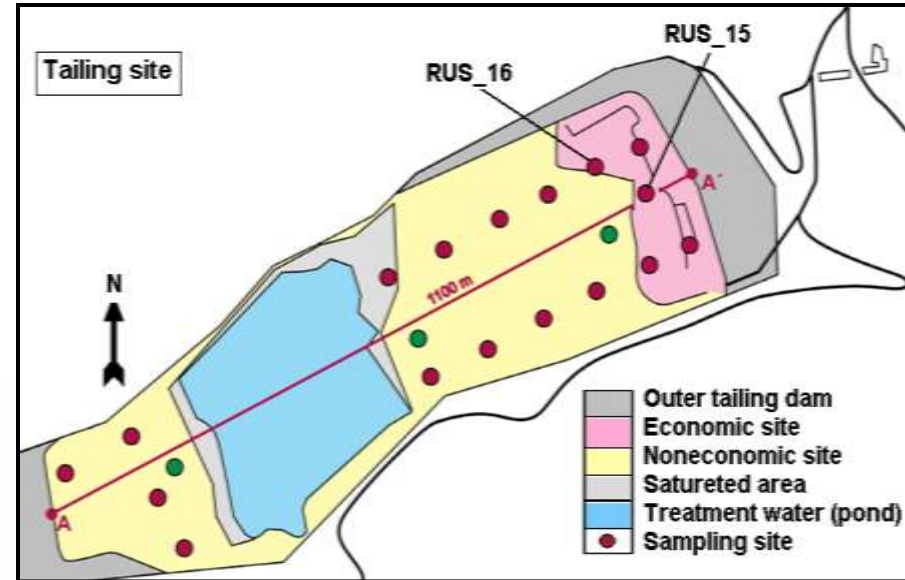 RUS_15
Tailing site
RUS_16
A´
1100 m
N
A
Outer tailing dam
Economic site
Noneconomic site
Satureted area
Treatment water (pond)
Sampling site